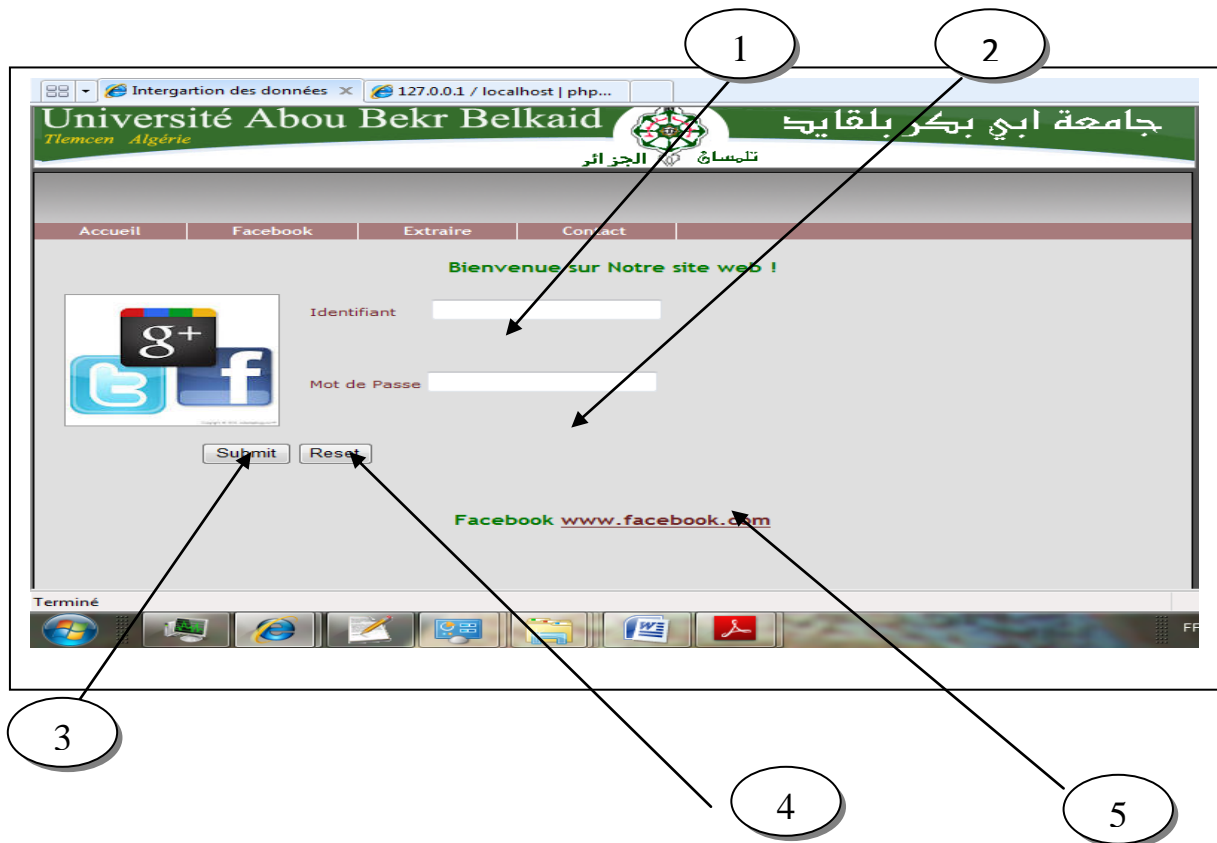 1 2
Intergartion des données 127.0.0.1 / localhost | php...
Université Abou Bekr Belkaid جامعة ابي بكر بلقايد
Tlemcen Algérie
تلمسان الجزائر
Accueil Facebook Extraire Contact
Bienvenue sur Notre site web !
Identifiant
g+
Mot de Passe
Submit Reset
Facebook www.facebook.com
Terminé
FF
3
4
5